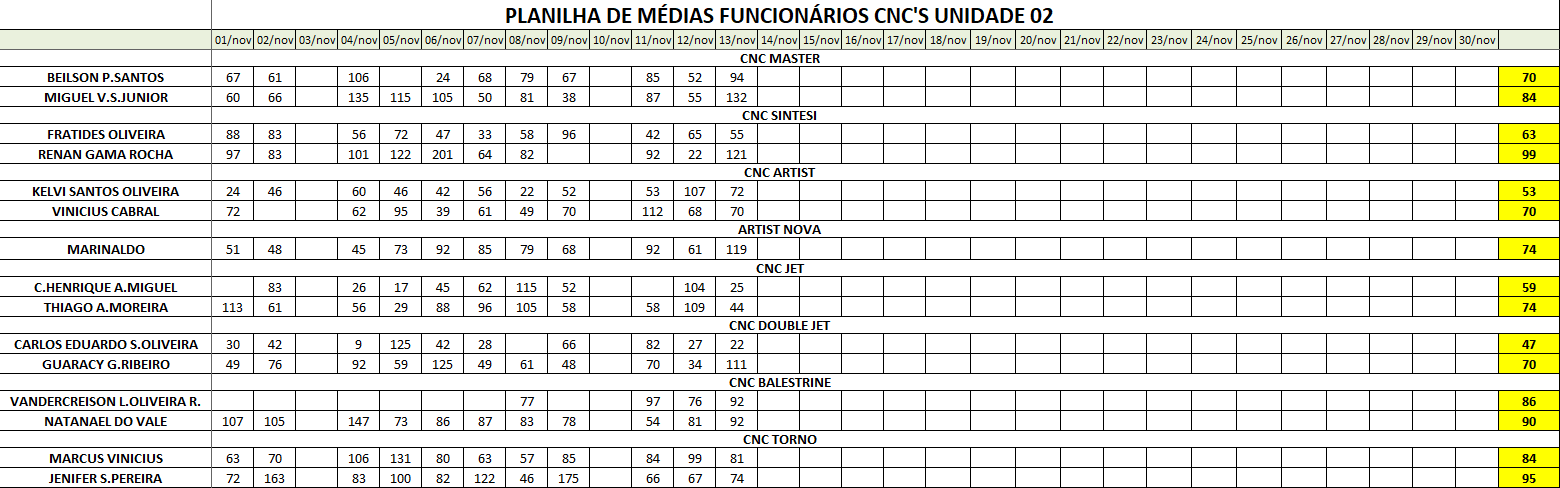 PLANILHA DE MÉDIAS FUNCIONÁRIOS CNC'S UNIDADE 02
01/nov 02/nov 03/nov 04/nov 05/nov 06/nov 07/nov 08/nov 09/nov 10/nov 11/nov 12/nov 13/nov 14/nov 15/nov 16/nov 17/nov 18/nov 19/nov 20/nov 21/nov 22/nov 23/nov 24/nov 25/nov 26/nov 27/nov 28/nov 29/nov 30/nov
CNC MASTER
BEILSON P.SANTOS 67 61 106 24 68 79 67 85 52 94 70
MIGUEL V.S.JUNIOR 60 66 135 115 105 50 81 38 87 55 132 84
CNC SINTESI
FRATIDES OLIVEIRA 88 83 56 72 47 33 58 96 42 65 55 63
RENAN GAMA ROCHA 97 83 101 122 201 64 82 92 22 121 99
CNC ARTIST
KELVI SANTOS OLIVEIRA 24 46 60 46 42 56 22 52 53 107 72 53
VINICIUS CABRAL 72 62 95 39 61 49 70 112 68 70 70
ARTIST NOVA
MARINALDO 51 48 45 73 92 85 79 68 92 61 119 74
CNC JET
C.HENRIQUE A.MIGUEL 83 26 17 45 62 115 52 104 25 59
THIAGO A.MOREIRA 113 61 56 29 88 96 105 58 58 109 44 74
CNC DOUBLE JET
CARLOS EDUARDO S.OLIVEIRA 30 42 9 125 42 28 66 82 27 22 47
GUARACY G.RIBEIRO 49 76 92 59 125 49 61 48 70 34 111 70
CNC BALESTRINE
VANDERCREISON L.OLIVEIRA R. 77 97 76 92 86
NATANAEL DO VALE 107 105 147 73 86 87 83 78 54 81 92 90
CNC TORNO
MARCUS VINICIUS 63 70 106 131 80 63 57 85 84 99 81 84
JENIFER S.PEREIRA 72 163 83 100 82 122 46 175 66 67 74 95